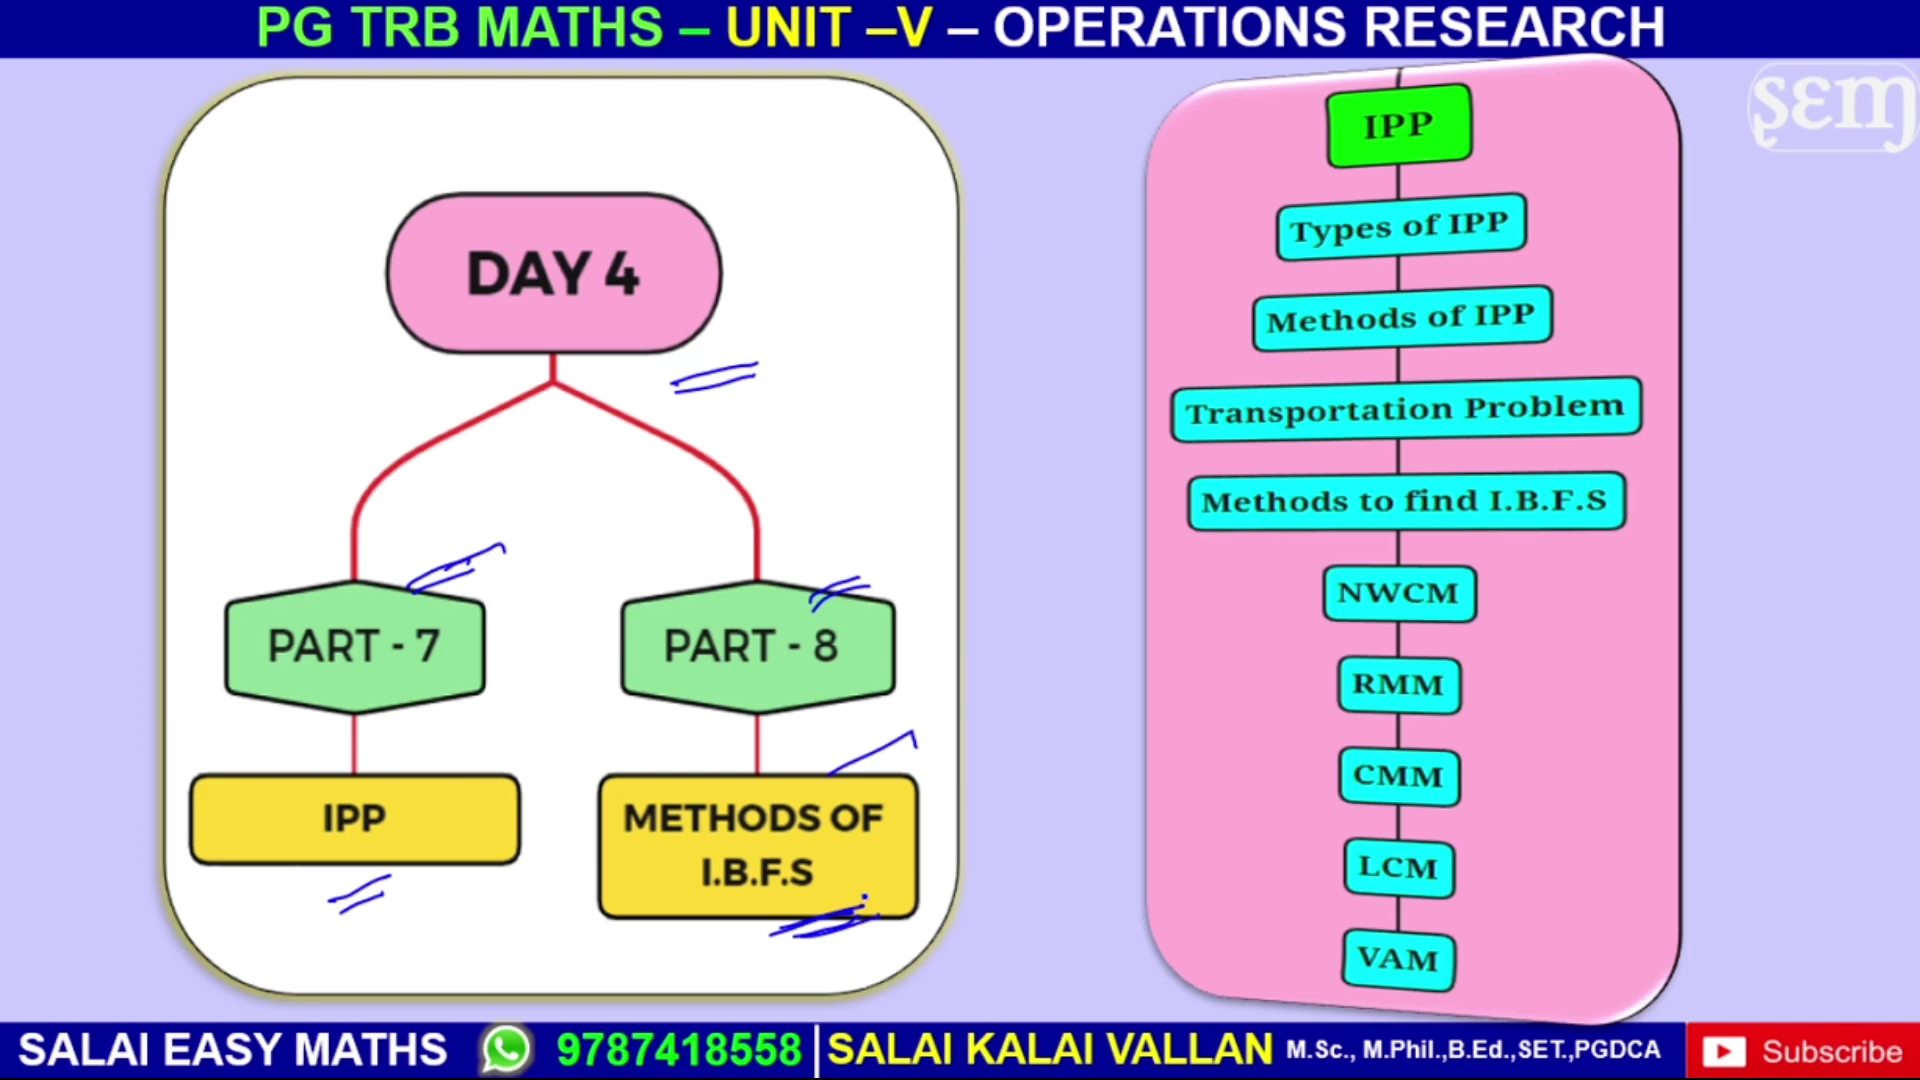 PG TRB MATHS – UNIT –V – OPERATIONS RESEARCH
sεm
DAY 4
PART - 7
PART - 8
IPP
METHODS OF
I.B.F.S
IPP
Types of IPP
Methods of IPP
Transportation Problem
Methods to find I.B.F.S
NWCM
RMM
CMM
LCM
VAM
SALAI EASY MATHS 9787418558 SALAI KALAI VALLAN M.Sc., M.Phil.,B.Ed.,SET.,PGDCA Subscribe